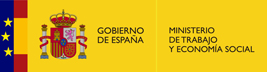 GOBIERNO
DE ESPAÑA
MINISTERIO
DE TRABAJO
Y ECONOMÍA SOCIAL